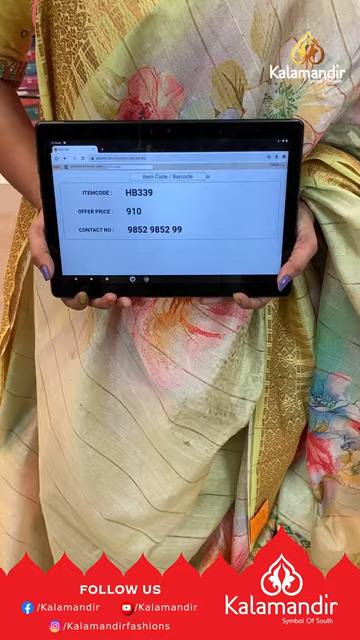 Kalamandir
Item Code / Barcode
ITEMCODE : HB339
OFFER PRICE : 910
CONTACT NO : 9852 9852 99
FOLLOW US
/Kalamandir /Kalamandir
/Kalamandirfashions
Kalamandir
Symbol Of South